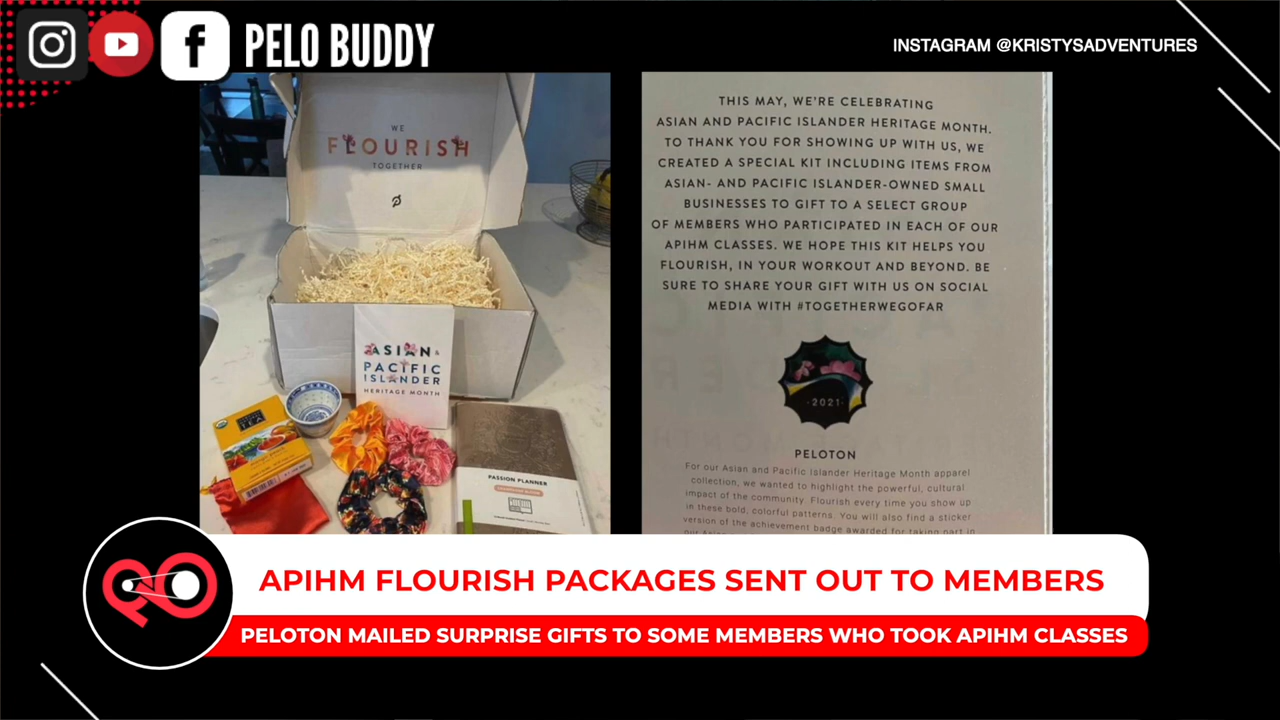 PELO BUDDY
INSTAGRAM @KRISTYSADVENTURES
WE
FLOURISH
TOGETHER
ASIAN &
PACIFIC
ISLANDER
HERITAGE MONTH
TEA
PASSION PLANNER
THIS MAY, WE'RE CELEBRATING
ASIAN AND PACIFIC ISLANDER HERITAGE MONTH.
TO THANK YOU FOR SHOWING UP WITH US, WE
CREATED A SPECIAL KIT INCLUDING ITEMS FROM
ASIAN- AND PACIFIC ISLANDER-OWNED SMALL
BUSINESSES TO GIFT TO A SELECT GROUP
OF MEMBERS WHO PARTICIPATED IN EACH OF OUR
APIHM CLASSES. WE HOPE THIS KIT HELPS YOU
FLOURISH, IN YOUR WORKOUT AND BEYOND. BE
SURE TO SHARE YOUR GIFT WITH US ON SOCIAL
MEDIA WITH #TOGETHERWEGOFAR
·2021·
PELOTON
For our Asian and Pacific Islander Heritage Month apparel
collection, we wanted to highlight the powerful, cultural
impact of the community. Flourish every time you show up
in these bold, colorful patterns. You will also find a sticker
version of the achievement badge awarded for taking part in
APIHM FLOURISH PACKAGES SENT OUT TO MEMBERS
PELOTON MAILED SURPRISE GIFTS TO SOME MEMBERS WHO TOOK APIHM CLASSES